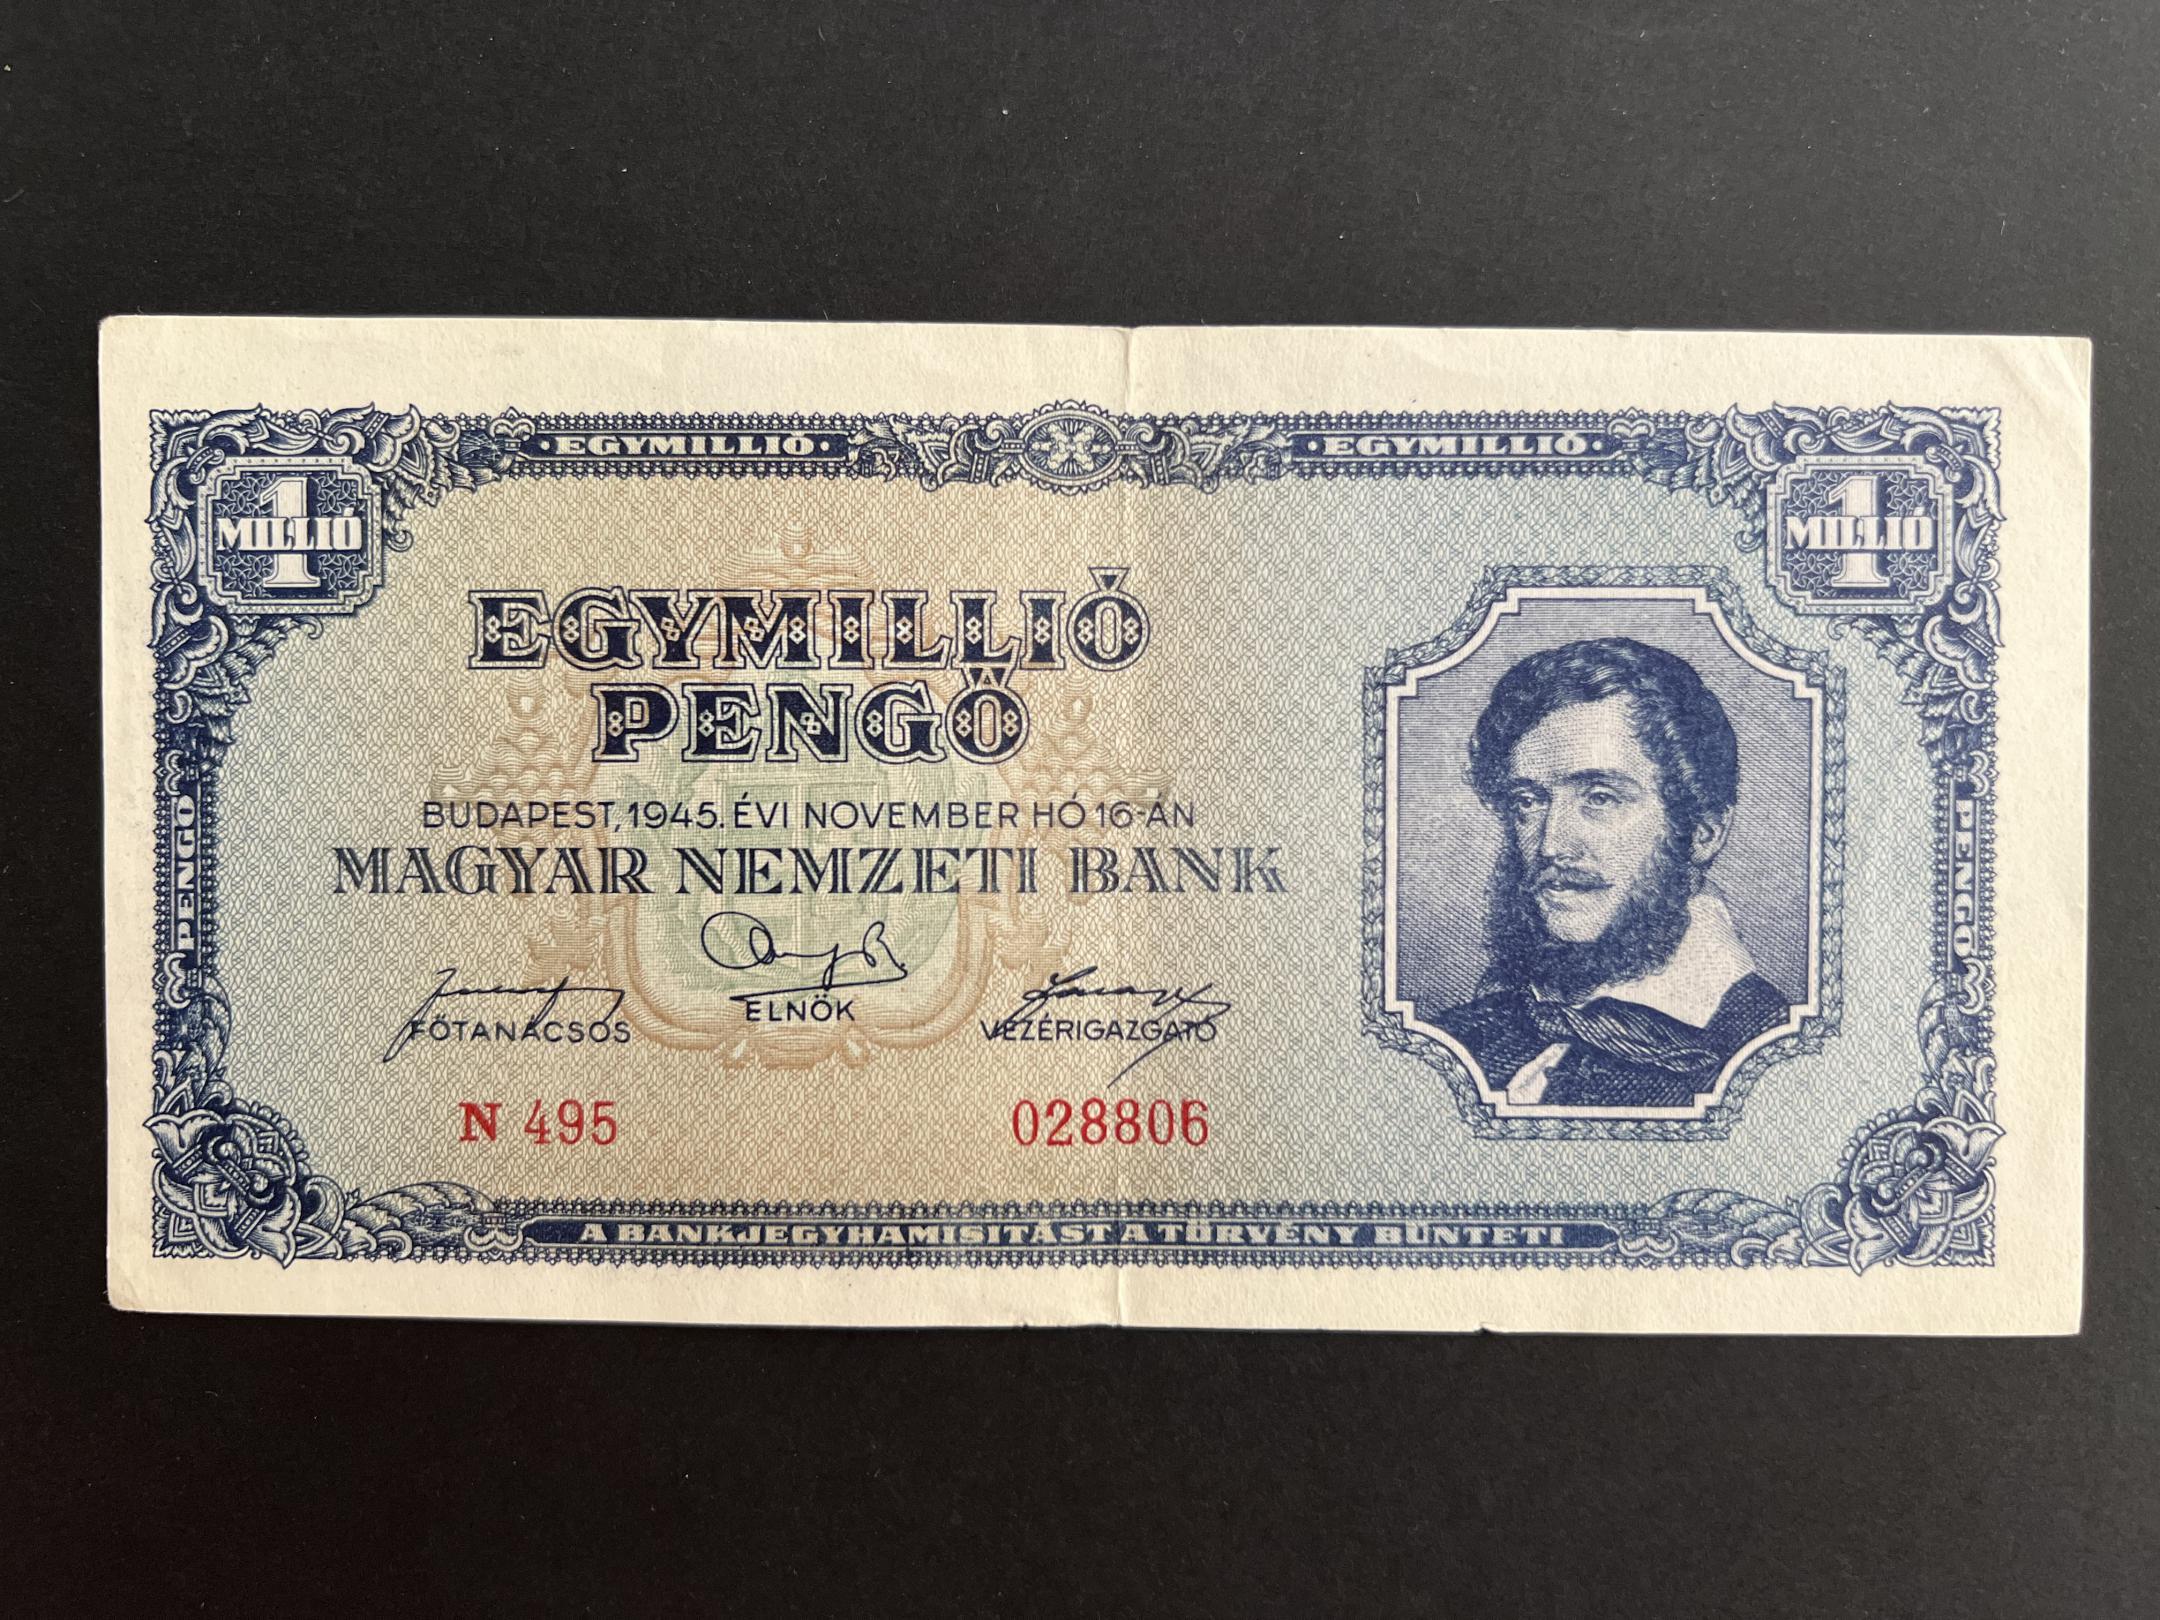 ·EGYMILLIÓ· ·EGYMILLIÓ·
1 MILLIÓ 1 MILLIÓ
EGYMILLIÓ
PENGŐ
BUDAPEST, 1945. ÉVI NOVEMBER HÓ 16-ÁN
MAGYAR NEMZETI BANK
PENGŐ PENGŐ
ELNÖK
FŐTANÁCSOS VEZÉRIGAZGATÓ
N 495 028806
A BANKJEGYHAMISITÁST A TÖRVÉNY BÜNTETI